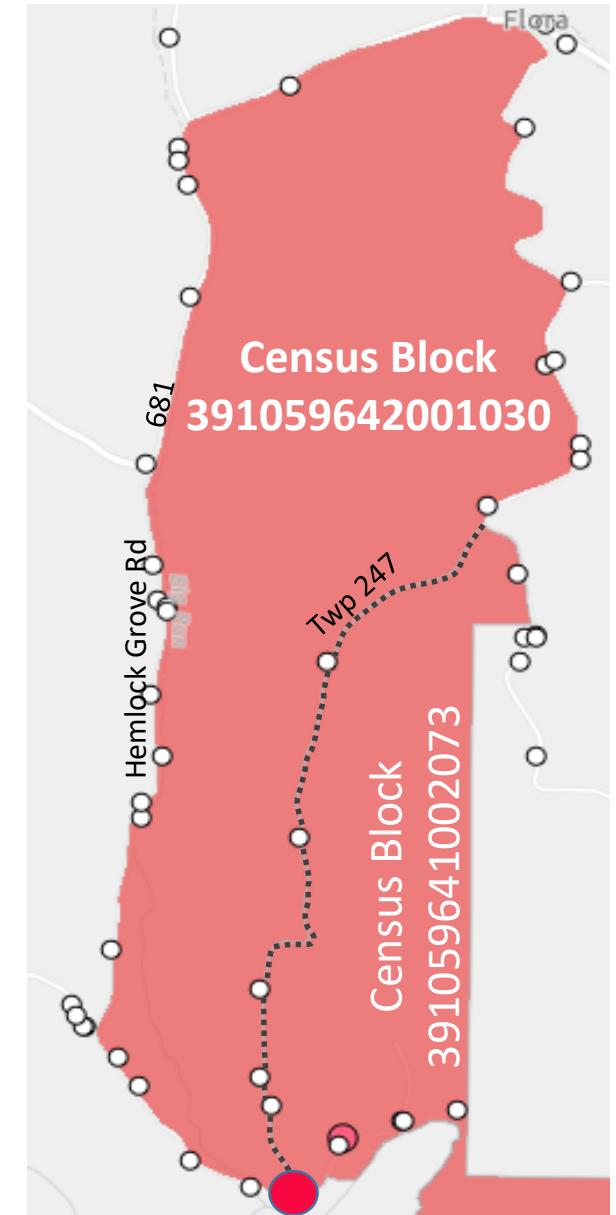 Flora
Census Block
391059642001030
681
Hemlock Grove Rd
Twp 247
Census Block
391059641002073